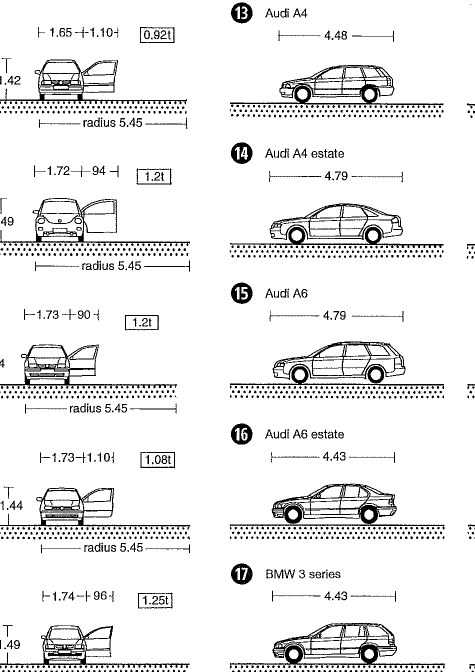 1.65 1.10 0.92t
1.42
radius 5.45
1.72 94 1.2t
49
radius 5.45
1.73 90 1.2t
4
radius 5.45
1.73 1.10 1.08t
1.44
radius 5.45
1.74 96 1.25t
1.49
13 Audi A4
4.48
14 Audi A4 estate
4.79
15 Audi A6
4.79
16 Audi A6 estate
4.43
17 BMW 3 series
4.43